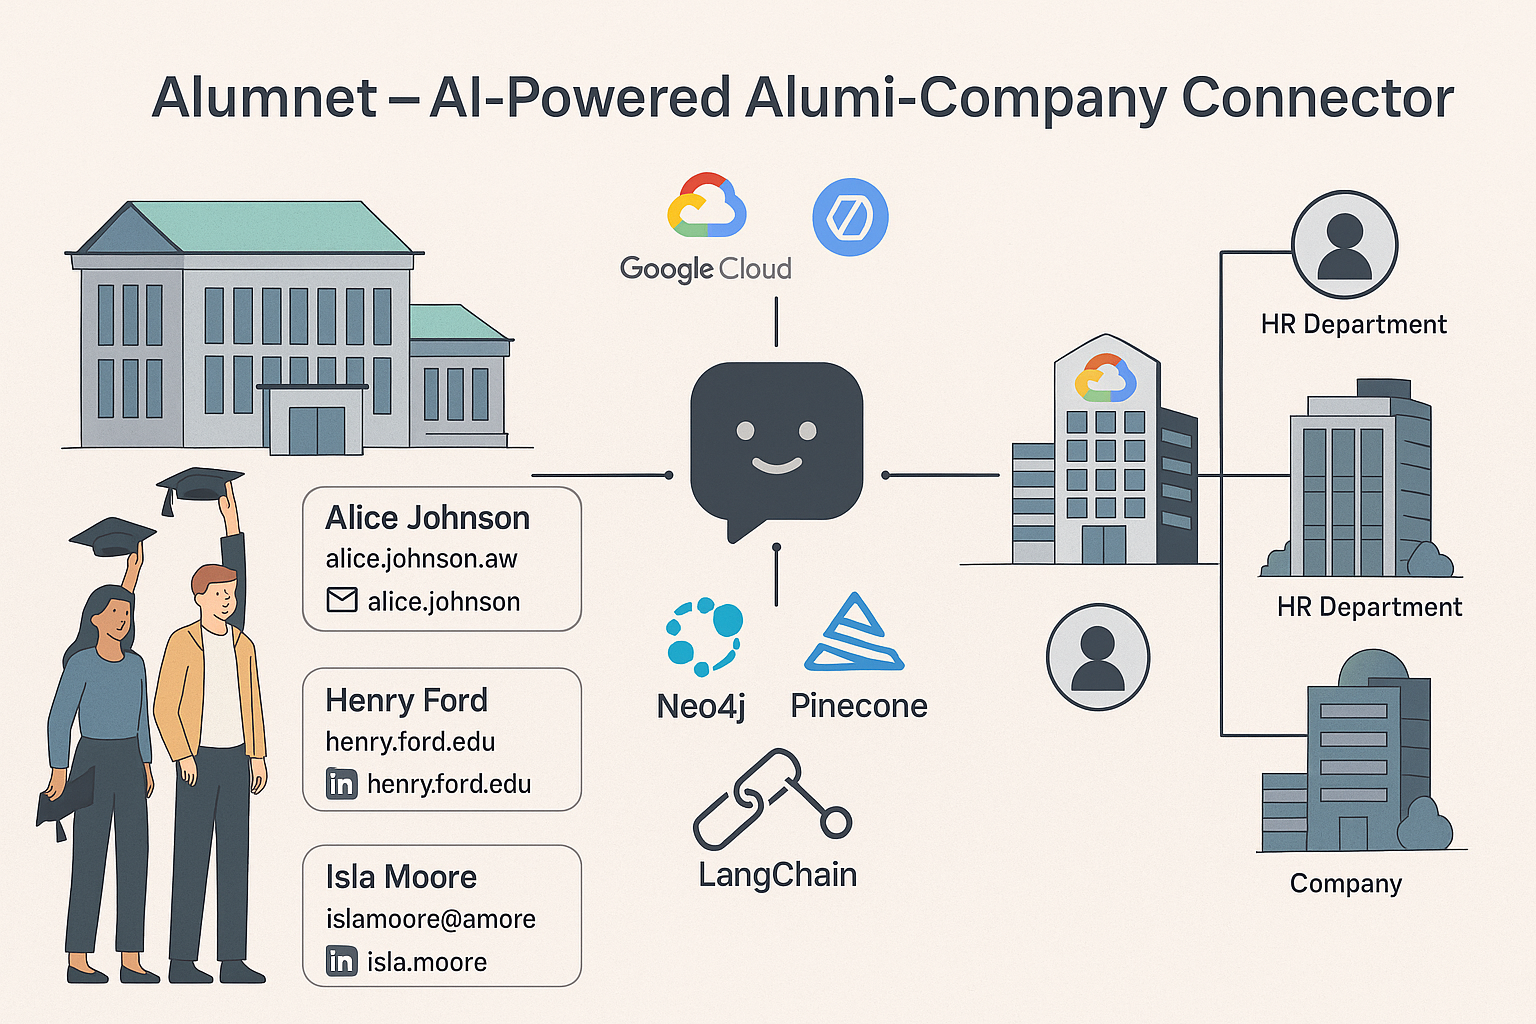 Alumnet – AI-Powered Alumi-Company Connector
Google Cloud
HR Department
Alice Johnson
alice.johnson.aw
alice.johnson
Henry Ford
henry.ford.edu
in henry.ford.edu
Isla Moore
islamoore@amore
in isla.moore
Neo4j
Pinecone
LangChain
HR Department
Company